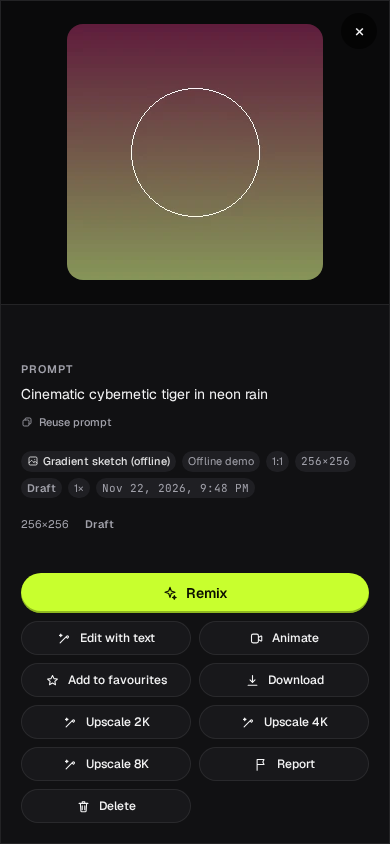 PROMPT
Cinematic cybernetic tiger in neon rain
Reuse prompt
Gradient sketch (offline) Offline demo 1:1 256×256
Draft 1× Nov 22, 2026, 9:48 PM
256×256 Draft
Remix
Edit with text Animate
Add to favourites Download
Upscale 2K Upscale 4K
Upscale 8K Report
Delete